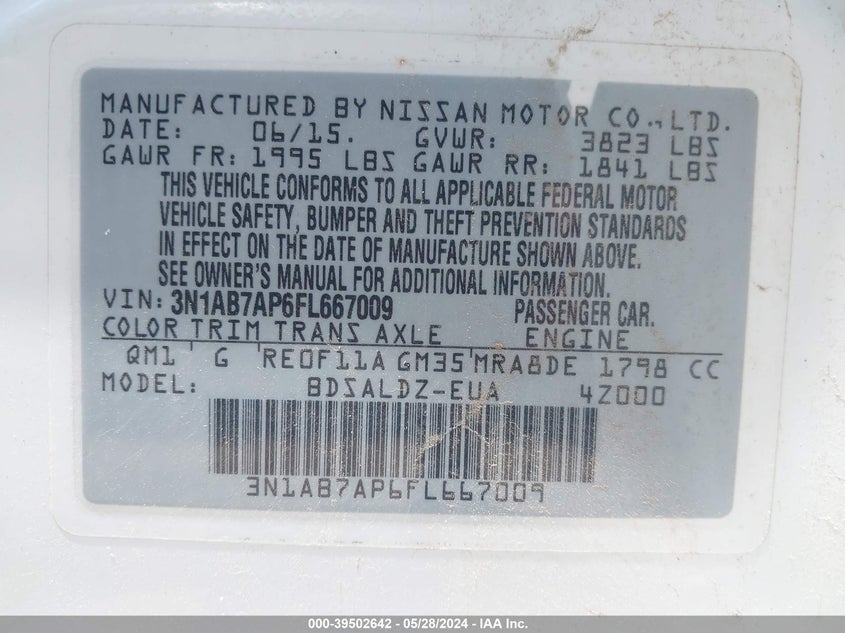 MANUFACTURED BY NISSAN MOTOR CO., LTD.
DATE: 06/15. GVWR: 3823 LBS
GAWR FR: 1995 LBS GAWR RR: 1841 LBS
THIS VEHICLE CONFORMS TO ALL APPLICABLE FEDERAL MOTOR
VEHICLE SAFETY, BUMPER AND THEFT PREVENTION STANDARDS
IN EFFECT ON THE DATE OF MANUFACTURE SHOWN ABOVE.
SEE OWNER'S MANUAL FOR ADDITIONAL INFORMATION.
VIN: 3N1AB7AP6FL667009 PASSENGER CAR.
COLOR TRIM TRANS AXLE ENGINE
QM1 G RE0F11A GM35 MRA8DE 1798 CC
MODEL: BDSALDZ-EUA 4Z000
3N1AB7AP6FL667009
000-39502642 - 05/28/2024 - IAA Inc.